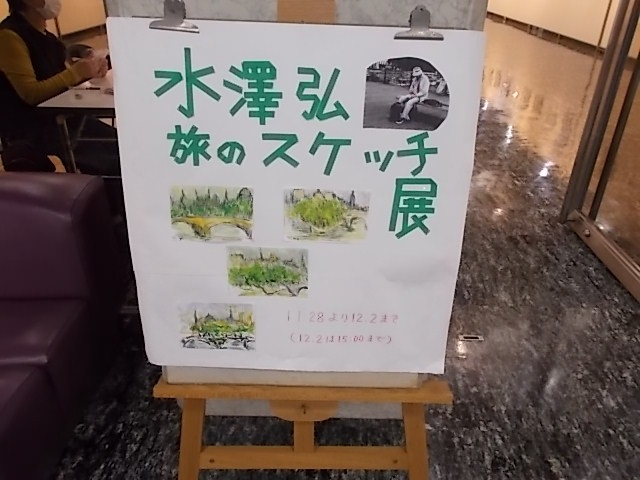 水澤弘
旅のスケッチ
展
11.28より12.2まで
(12.2は15:00まで)